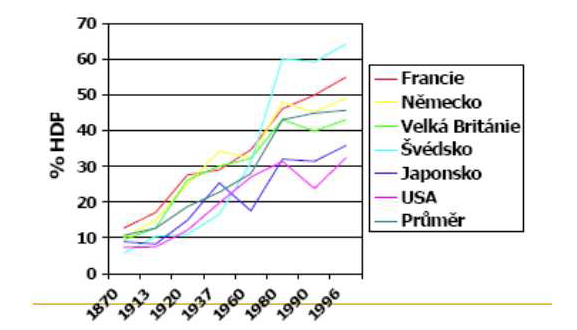 70
60
50
40
30
20
10
0
% HDP
1870
1913
1920
1937
1960
1980
1990
1996
Francie
Německo
Velká Británie
Švédsko
Japonsko
USA
Průměr